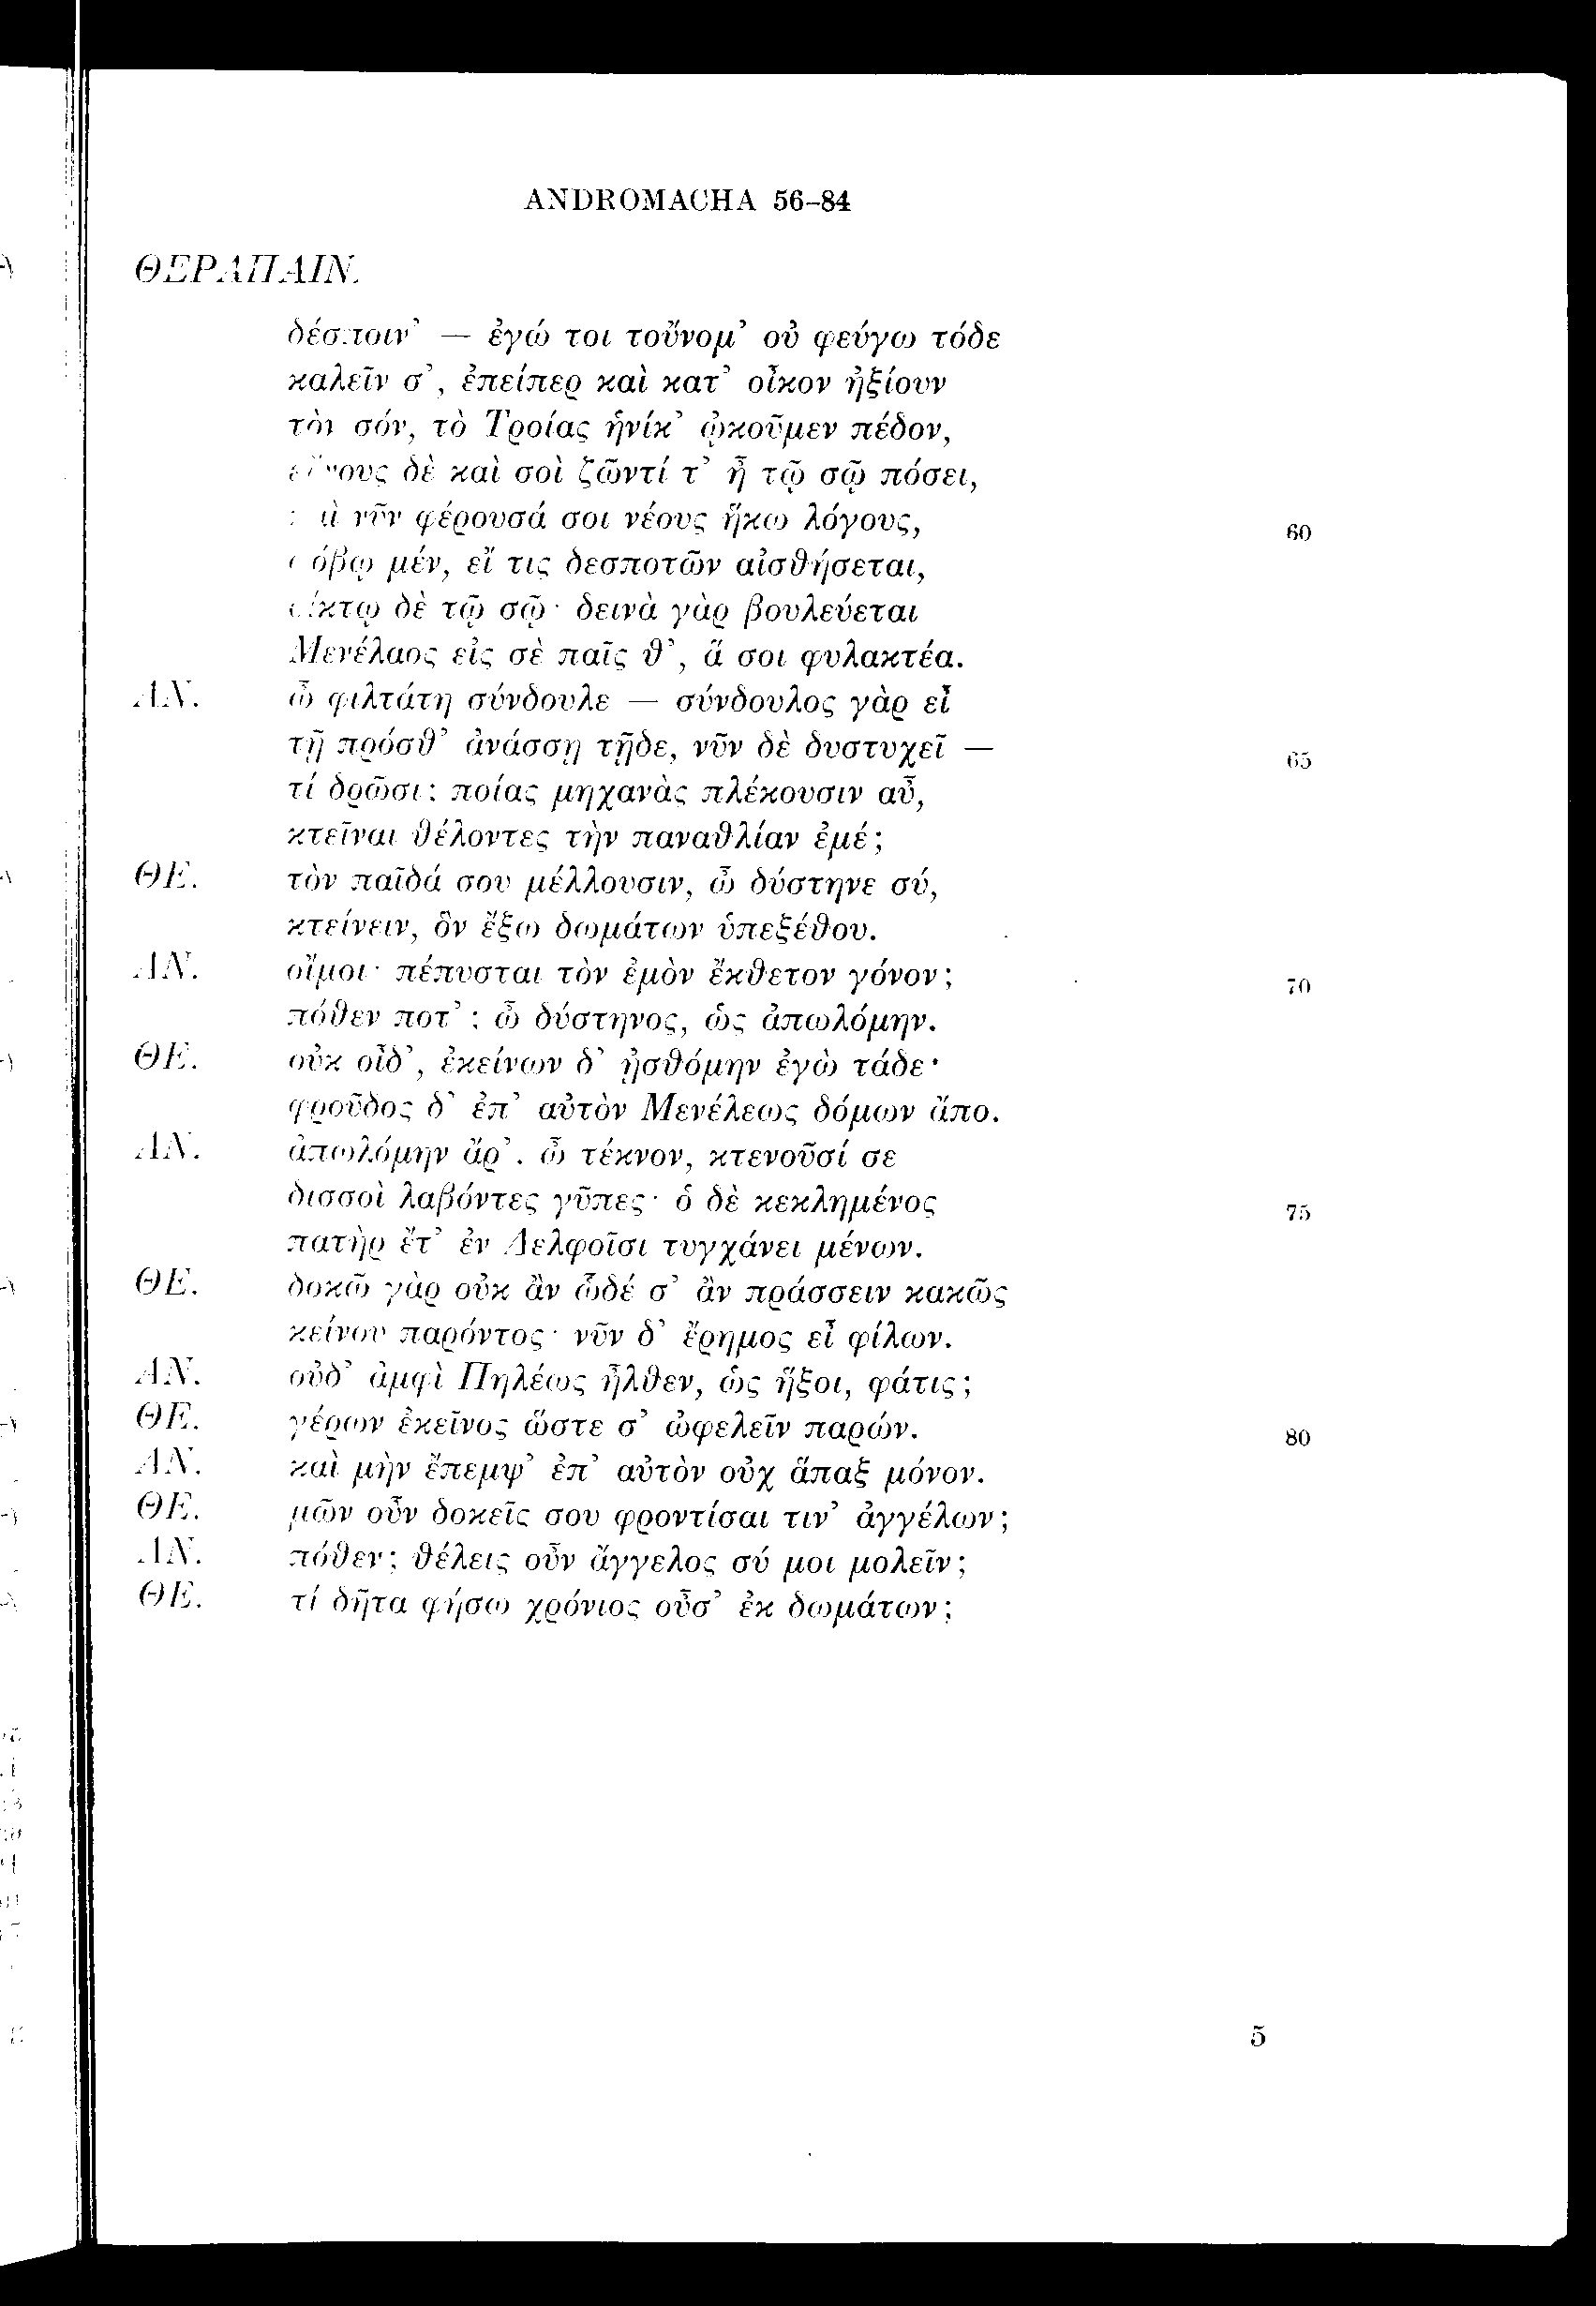 ANDROMACHA 56-84
ΘΕΡΑΠΑΙΝ.
δέσποιν᾽ — ἐγώ τοι τοὔνομ᾽ οὐ φεύγω τόδε
καλεῖν σ᾽, ἐπείπερ καὶ κατ᾽ οἶκον ἠξίουν
τὸν σόν, τὸ Τροίας ἡνίκ᾽ ᾠκοῦμεν πέδον,
εὔνους δὲ καὶ σοὶ ζῶντί τ᾽ ἦ τῷ σῷ πόσει,
καὶ νῦν φέρουσά σοι νέους ἥκω λόγους, 60
φόβῳ μέν, εἴ τις δεσποτῶν αἰσθήσεται,
οἴκτῳ δὲ τῷ σῷ· δεινὰ γὰρ βουλεύεται
Μενέλαος εἰς σὲ παῖς θ᾽, ἅ σοι φυλακτέα.
ΑΝ. ὦ φιλτάτη σύνδουλε — σύνδουλος γὰρ εἶ
τῇ πρόσθ᾽ ἀνάσσῃ τῇδε, νῦν δὲ δυστυχεῖ — 65
τί δρῶσι; ποίας μηχανὰς πλέκουσιν αὖ,
κτεῖναι θέλοντες τὴν παναθλίαν ἐμέ;
ΘΕ. τὸν παῖδά σου μέλλουσιν, ὦ δύστηνε σύ,
κτείνειν, ὃν ἔξω δωμάτων ὑπεξέθου.
ΑΝ. οἴμοι· πέπυσται τὸν ἐμὸν ἔκθετον γόνον; 70
πόθεν ποτ᾽; ὦ δύστηνος, ὡς ἀπωλόμην.
ΘΕ. οὐκ οἶδ᾽, ἐκείνων δ᾽ ᾐσθόμην ἐγὼ τάδε·
φροῦδος δ᾽ ἐπ᾽ αὐτὸν Μενέλεως δόμων ἄπο.
ΑΝ. ἀπωλόμην ἄρ᾽. ὦ τέκνον, κτενοῦσί σε
δισσοὶ λαβόντες γῦπες· ὁ δὲ κεκλημένος 75
πατὴρ ἔτ᾽ ἐν Δελφοῖσι τυγχάνει μένων.
ΘΕ. δοκῶ γὰρ οὐκ ἂν ὧδέ σ᾽ ἂν πράσσειν κακῶς
κείνου παρόντος· νῦν δ᾽ ἔρημος εἶ φίλων.
ΑΝ. οὐδ᾽ ἀμφὶ Πηλέως ἦλθεν, ὡς ἥξοι, φάτις;
ΘΕ. γέρων ἐκεῖνος ὥστε σ᾽ ὠφελεῖν παρών. 80
ΑΝ. καὶ μὴν ἔπεμψ᾽ ἐπ᾽ αὐτὸν οὐχ ἅπαξ μόνον.
ΘΕ. μῶν οὖν δοκεῖς σου φροντίσαι τιν᾽ ἀγγέλων;
ΑΝ. πόθεν; θέλεις οὖν ἄγγελος σύ μοι μολεῖν;
ΘΕ. τί δῆτα φήσω χρόνιος οὖσ᾽ ἐκ δωμάτων;
5